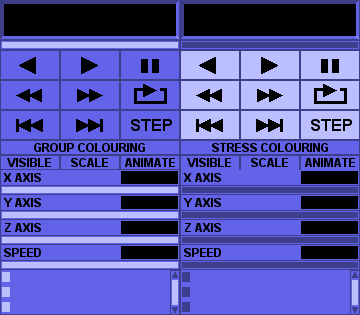 STEP STEP
GROUP COLOURING STRESS COLOURING
VISIBLE SCALE ANIMATE VISIBLE SCALE ANIMATE
X AXIS X AXIS
Y AXIS Y AXIS
Z AXIS Z AXIS
SPEED SPEED